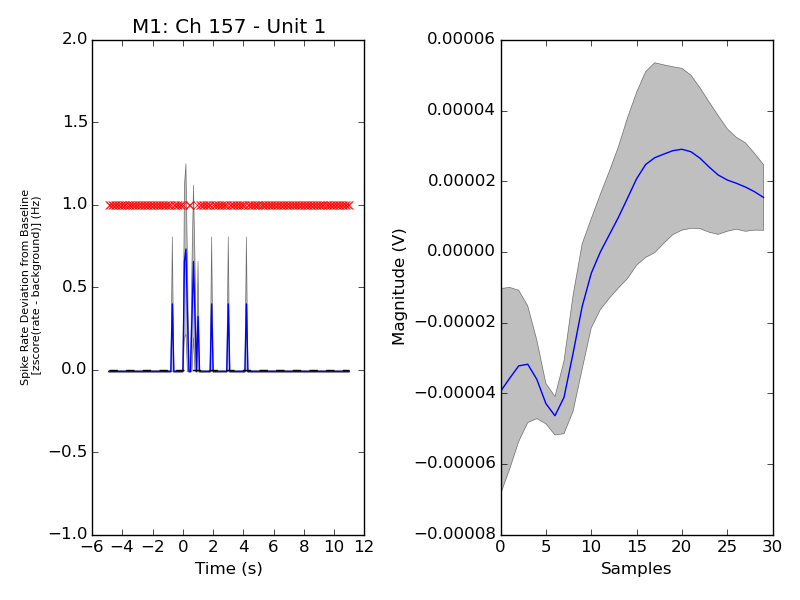 M1: Ch 157 - Unit 1
2.0
1.5
1.0
0.5
0.0
−0.5
−1.0
−6 −4 −2 0 2 4 6 8 10 12
Time (s)
Spike Rate Deviation from Baseline
[zscore(rate - background)] (Hz)
0.00006
0.00004
0.00002
0.00000
−0.00002
−0.00004
−0.00006
−0.00008
0 5 10 15 20 25 30
Samples
Magnitude (V)